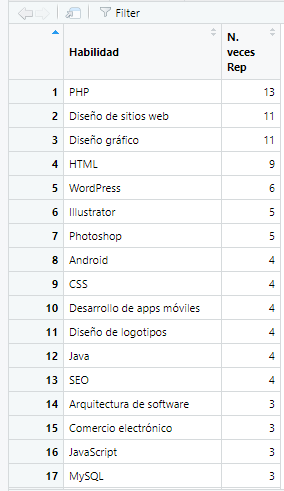 Filter
Habilidad N. veces Rep
1 PHP 13
2 Diseño de sitios web 11
3 Diseño gráfico 11
4 HTML 9
5 WordPress 6
6 Illustrator 5
7 Photoshop 5
8 Android 4
9 CSS 4
10 Desarrollo de apps móviles 4
11 Diseño de logotipos 4
12 Java 4
13 SEO 4
14 Arquitectura de software 3
15 Comercio electrónico 3
16 JavaScript 3
17 MySQL 3